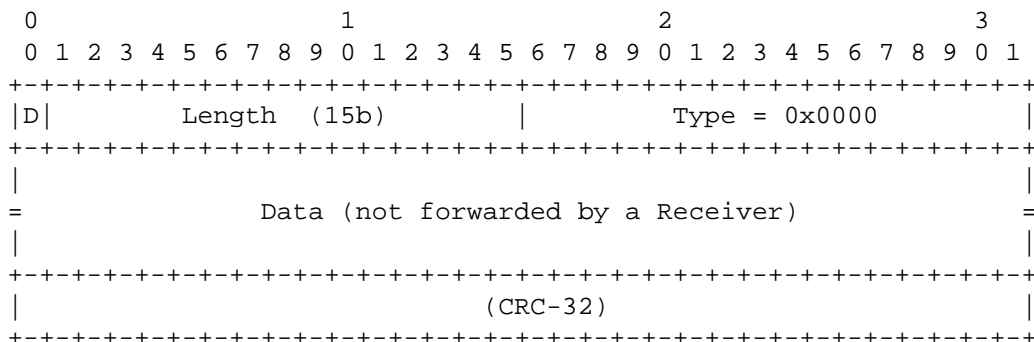 0                   1                   2                   3
 0 1 2 3 4 5 6 7 8 9 0 1 2 3 4 5 6 7 8 9 0 1 2 3 4 5 6 7 8 9 0 1
+-+-+-+-+-+-+-+-+-+-+-+-+-+-+-+-+-+-+-+-+-+-+-+-+-+-+-+-+-+-+-+-+
|D|        Length  (15b)        |         Type = 0x0000         |
+-+-+-+-+-+-+-+-+-+-+-+-+-+-+-+-+-+-+-+-+-+-+-+-+-+-+-+-+-+-+-+-+
|                                                               |
=               Data (not forwarded by a Receiver)              =
|                                                               |
+-+-+-+-+-+-+-+-+-+-+-+-+-+-+-+-+-+-+-+-+-+-+-+-+-+-+-+-+-+-+-+-+
|                             (CRC-32)                          |
+-+-+-+-+-+-+-+-+-+-+-+-+-+-+-+-+-+-+-+-+-+-+-+-+-+-+-+-+-+-+-+-+